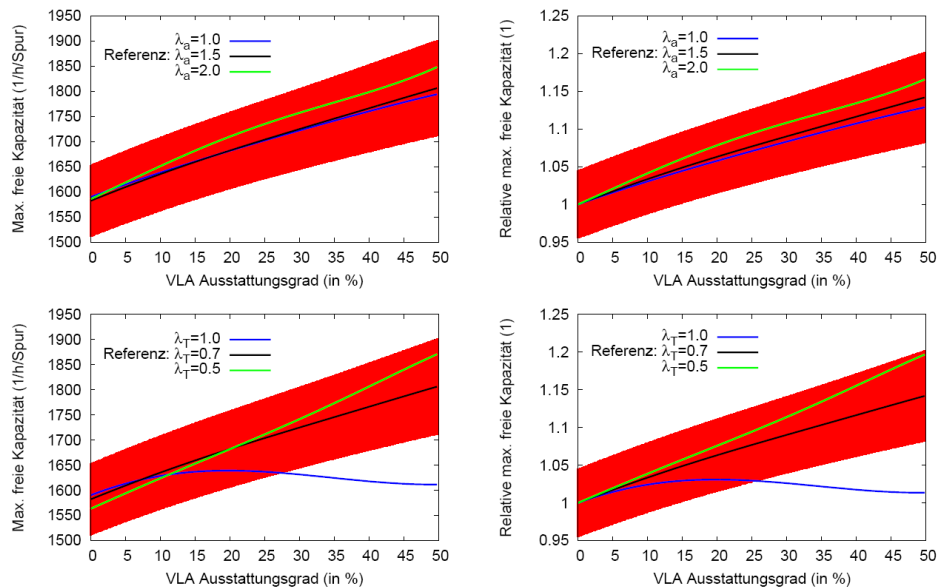 1950
1900
1850
1800
1750
1700
1650
1600
1550
1500
Max. freie Kapazität (1/h/Spur)
λa=1.0
Referenz: λa=1.5
λa=2.0
0 5 10 15 20 25 30 35 40 45 50
VLA Ausstattungsgrad (in %)
1.25
1.2
1.15
1.1
1.05
1
0.95
Relative max. freie Kapazität (1)
λa=1.0
Referenz: λa=1.5
λa=2.0
0 5 10 15 20 25 30 35 40 45 50
VLA Ausstattungsgrad (in %)
1950
1900
1850
1800
1750
1700
1650
1600
1550
1500
Max. freie Kapazität (1/h/Spur)
λT=1.0
Referenz: λT=0.7
λT=0.5
0 5 10 15 20 25 30 35 40 45 50
VLA Ausstattungsgrad (in %)
1.25
1.2
1.15
1.1
1.05
1
0.95
Relative max. freie Kapazität (1)
λT=1.0
Referenz: λT=0.7
λT=0.5
0 5 10 15 20 25 30 35 40 45 50
VLA Ausstattungsgrad (in %)